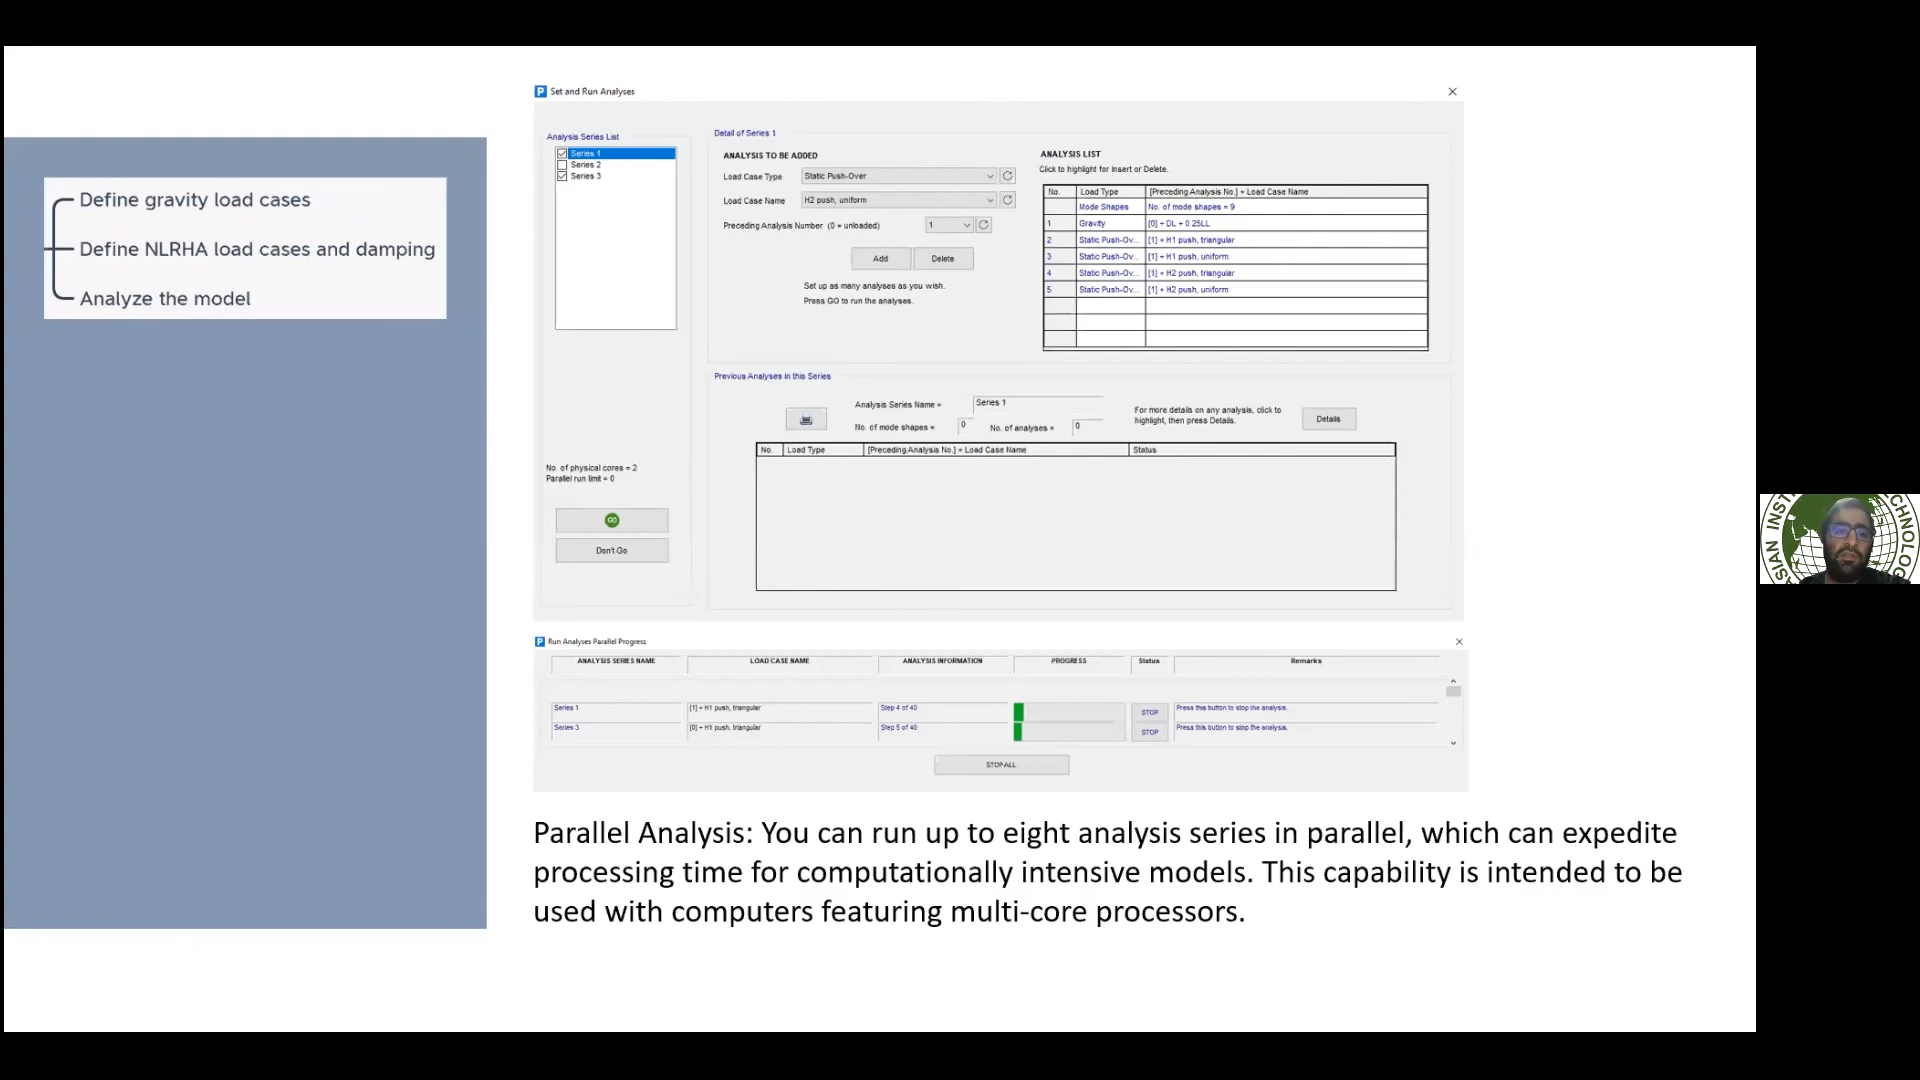 Define gravity load cases
Define NLRHA load cases and damping
Analyze the model
Set and Run Analyses
Analysis Series List
Series 1
Series 2
Series 3
No. of physical cores = 2
Parallel run limit = 0
GO
Don't Go
Detail of Series 1
ANALYSIS TO BE ADDED
Load Case Type Static Push-Over
Load Case Name H2 push, uniform
Preceding Analysis Number (0 = unloaded) 1
Add Delete
Set up as many analyses as you wish.
Press GO to run the analyses.
ANALYSIS LIST
Click to highlight for Insert or Delete.
No. Load Type [Preceding Analysis No.] + Load Case Name
Mode Shapes No. of mode shapes = 9
1 Gravity [0] + DL + 0.25LL
2 Static Push-Ov... [1] + H1 push, triangular
3 Static Push-Ov... [1] + H1 push, uniform
4 Static Push-Ov... [1] + H2 push, triangular
5 Static Push-Ov... [1] + H2 push, uniform
Previous Analyses in this Series
Analysis Series Name = Series 1
No. of mode shapes = 0 No. of analyses = 0
For more details on any analysis, click to
highlight, then press Details.
Details
No. Load Type [Preceding Analysis No.] + Load Case Name Status
Run Analyses Parallel Progress
ANALYSIS SERIES NAME LOAD CASE NAME ANALYSIS INFORMATION PROGRESS Status Remarks
Series 1 [1] + H1 push, triangular Step 4 of 40 STOP Press this button to stop the analysis.
Series 3 [0] + H1 push, triangular Step 5 of 40 STOP Press this button to stop the analysis.
STOP ALL
Parallel Analysis: You can run up to eight analysis series in parallel, which can expedite
processing time for computationally intensive models. This capability is intended to be
used with computers featuring multi-core processors.